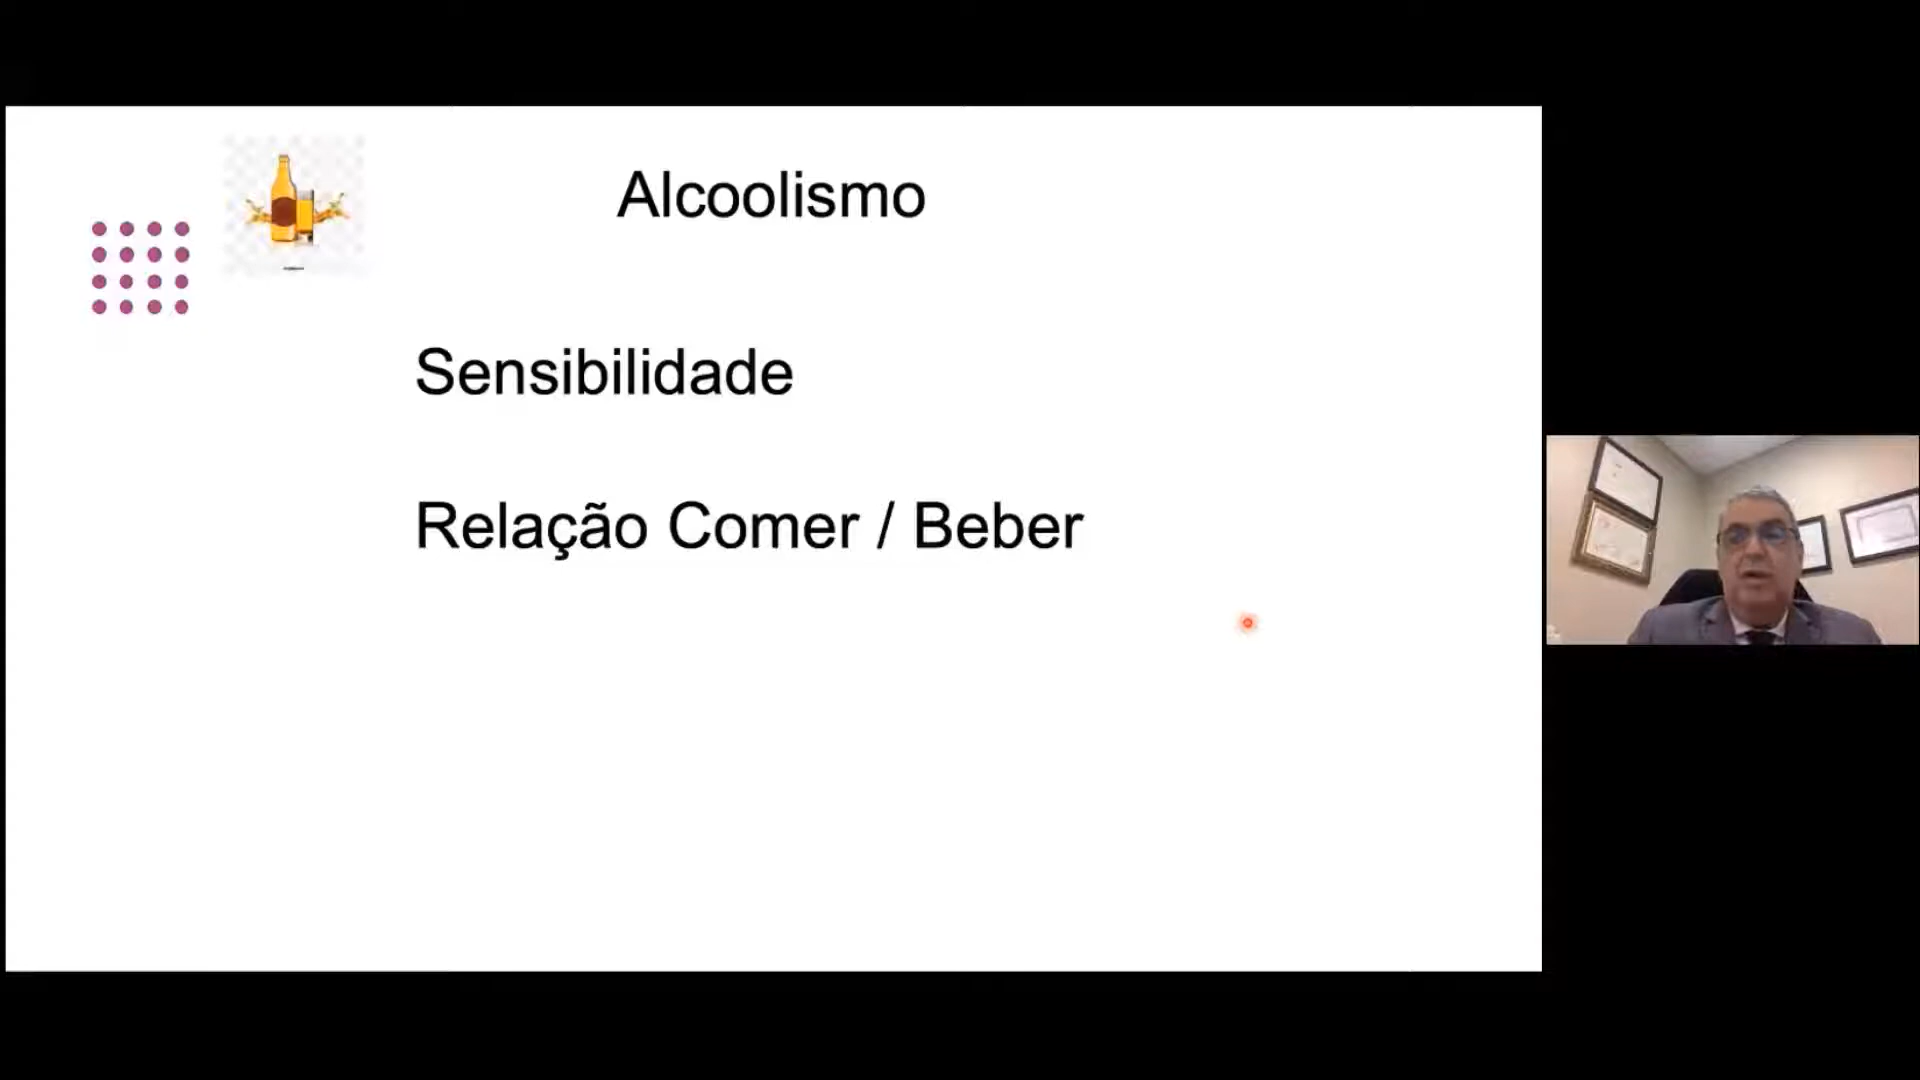 Alcoolismo
Sensibilidade
Relação Comer / Beber